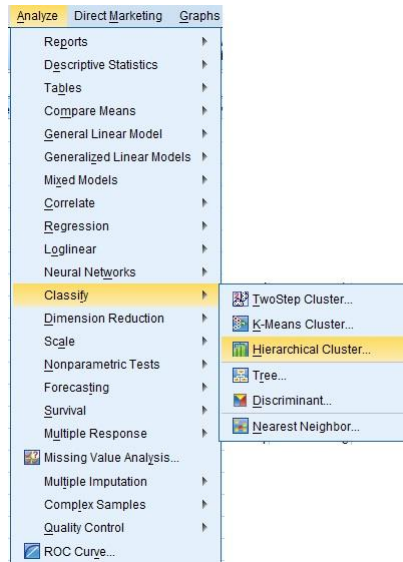 Analyze Direct Marketing Graphs
Reports
Descriptive Statistics
Tables
Compare Means
General Linear Model
Generalized Linear Models
Mixed Models
Correlate
Regression
Loglinear
Neural Networks
Classify
Dimension Reduction
Scale
Nonparametric Tests
Forecasting
Survival
Multiple Response
Missing Value Analysis...
Multiple Imputation
Complex Samples
Quality Control
ROC Curve...
TwoStep Cluster...
K-Means Cluster...
Hierarchical Cluster...
Tree...
Discriminant...
Nearest Neighbor...